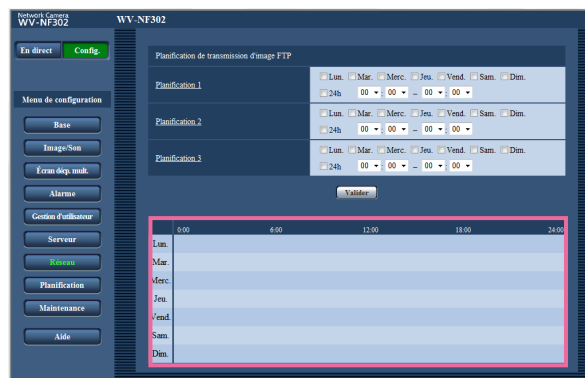 Network Camera
WV-NF302
WV-NF302
En direct Config.
Menu de configuration
Base
Image/Son
Écran décp. mult.
Alarme
Gestion d'utilisateur
Serveur
Réseau
Planification
Maintenance
Aide
Planification de transmission d'image FTP
Planification 1
Lun. Mar. Merc. Jeu. Vend. Sam. Dim.
24h 00 : 00 – 00 : 00
Planification 2
Lun. Mar. Merc. Jeu. Vend. Sam. Dim.
24h 00 : 00 – 00 : 00
Planification 3
Lun. Mar. Merc. Jeu. Vend. Sam. Dim.
24h 00 : 00 – 00 : 00
Valider
0:00 6:00 12:00 18:00 24:00
Lun.
Mar.
Merc.
Jeu.
Vend.
Sam.
Dim.